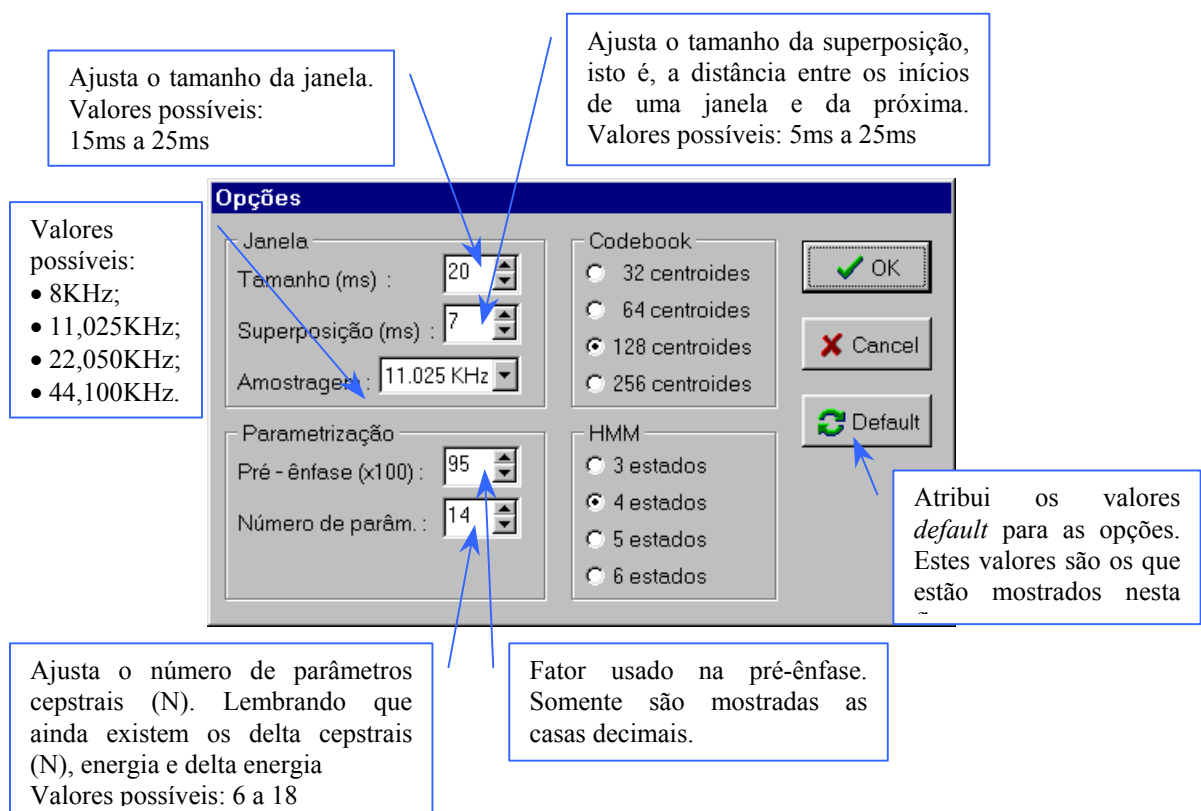 Ajusta o tamanho da janela.
Valores possíveis:
15ms a 25ms
Ajusta o tamanho da superposição,
isto é, a distância entre os inícios
de uma janela e da próxima.
Valores possíveis: 5ms a 25ms
Valores
possíveis:
• 8KHz;
• 11,025KHz;
• 22,050KHz;
• 44,100KHz.
Opções
Janela
Tamanho (ms) : 20
Superposição (ms) : 7
Amostragem : 11.025 KHz
Codebook
32 centroides
64 centroides
128 centroides
256 centroides
OK
Cancel
Default
Parametrização
Pré - ênfase (x100) : 95
Número de parâm. : 14
HMM
3 estados
4 estados
5 estados
6 estados
Atribui os valores
default para as opções.
Estes valores são os que
estão mostrados nesta
Ajusta o número de parâmetros
cepstrais (N). Lembrando que
ainda existem os delta cepstrais
(N), energia e delta energia
Valores possíveis: 6 a 18
Fator usado na pré-ênfase.
Somente são mostradas as
casas decimais.